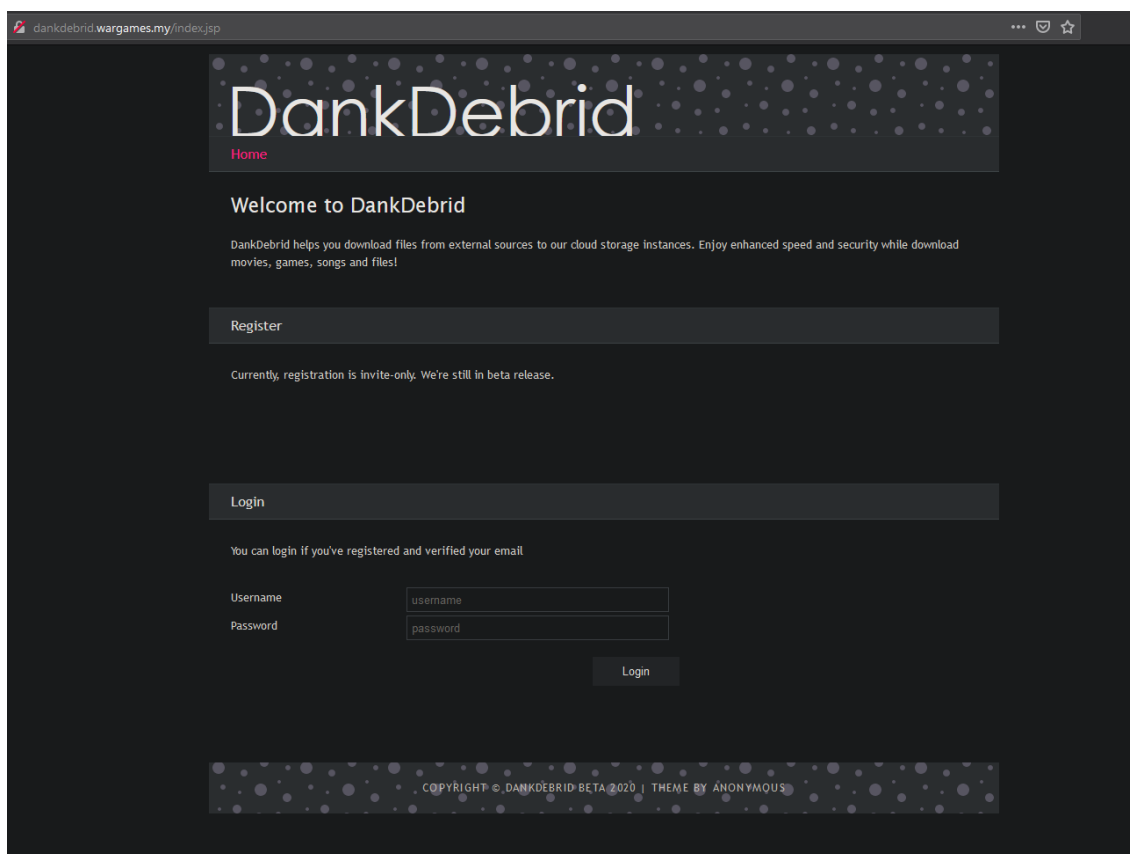 dankdebrid.wargames.my/index.jsp
DankDebrid
Home
Welcome to DankDebrid
DankDebrid helps you download files from external sources to our cloud storage instances. Enjoy enhanced speed and security while download
movies, games, songs and files!
Register
Currently, registration is invite-only. We're still in beta release.
Login
You can login if you've registered and verified your email
Username
username
Password
password
Login
COPYRIGHT © DANKDEBRID BETA 2020 | THEME BY ANONYMOUS